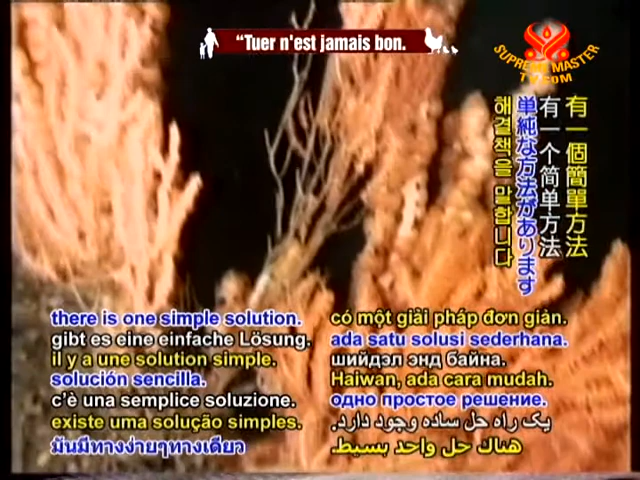 “Tuer n'est jamais bon.
SUPREME MASTER
TV.COM
有一個簡單方法
有一个简单方法
単純な方法があります
해결책을 말합니다
there is one simple solution.
gibt es eine einfache Lösung.
il y a une solution simple.
solución sencilla.
c’è una semplice soluzione.
existe uma solução simples.
มันมีทางง่ายๆทางเดียว
có một giải pháp đơn giản.
ada satu solusi sederhana.
шийдэл энд байна.
Haiwan, ada cara mudah.
одно простое решение.
یک راه حل ساده وجود دارد.
هناك حل واحد بسيط.